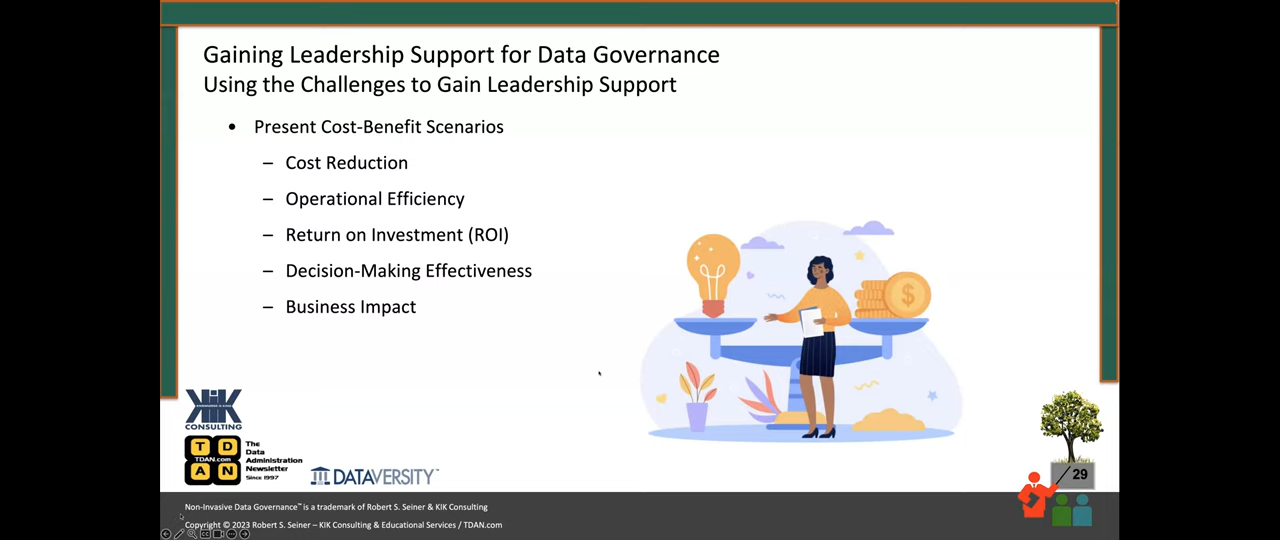 Gaining Leadership Support for Data Governance
Using the Challenges to Gain Leadership Support
• Present Cost-Benefit Scenarios
– Cost Reduction
– Operational Efficiency
– Return on Investment (ROI)
– Decision-Making Effectiveness
– Business Impact
$
KIK
CONSULTING
T D
TDAN.com
A N
The
Data
Administration
Newsletter
Since 1997
DATAVERSITY
29
Non-Invasive Data Governance™ is a trademark of Robert S. Seiner & KIK Consulting
Copyright © 2023 Robert S. Seiner – KIK Consulting & Educational Services / TDAN.com